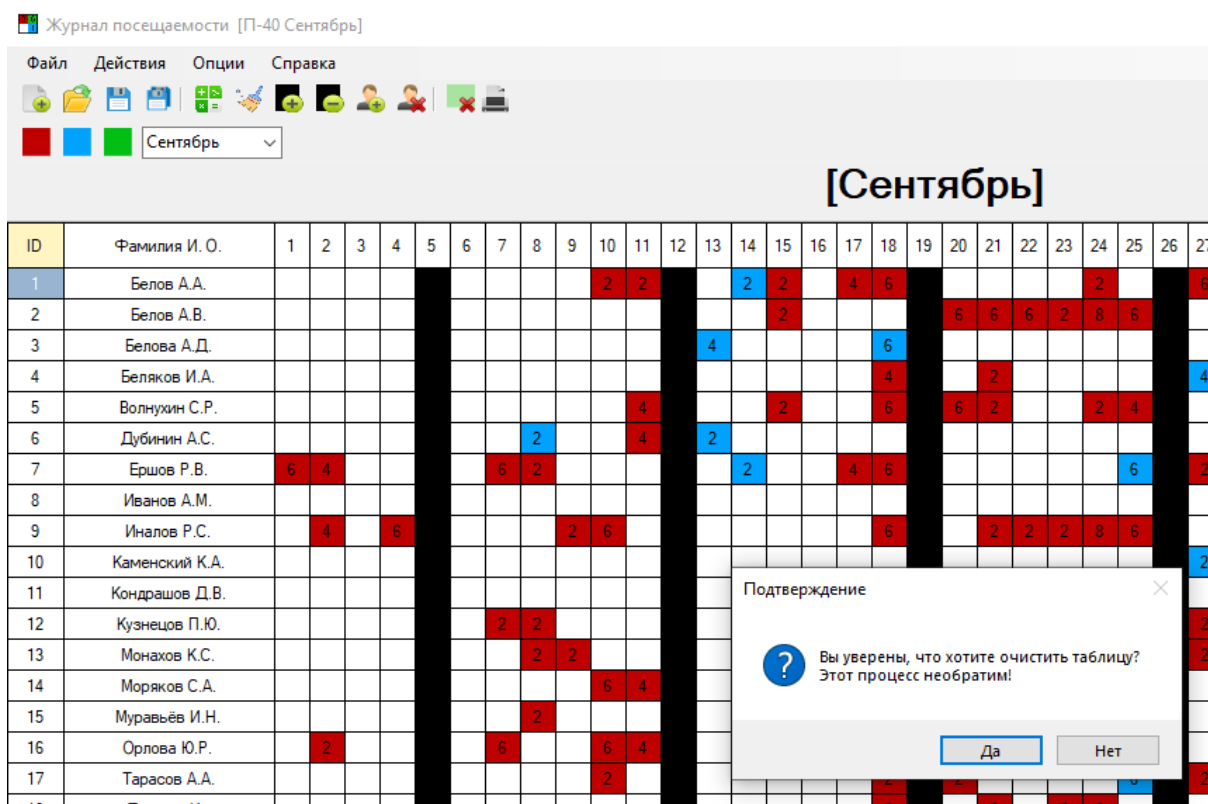 Журнал посещаемости [П-40 Сентябрь]
Файл Действия Опции Справка
Сентябрь
[Сентябрь]
ID Фамилия И. О. 1 2 3 4 5 6 7 8 9 10 11 12 13 14 15 16 17 18 19 20 21 22 23 24 25 26 27
1 Белов А.А. 2 2 2 2 4 6 2 6
2 Белов А.В. 2 6 6 6 2 8 6
3 Белова А.Д. 4 6
4 Беляков И.А. 4 2 4
5 Волнухин С.Р. 4 2 6 6 2 2 4
6 Дубинин А.С. 2 4 2
7 Ершов Р.В. 6 4 6 2 2 4 6 6 2
8 Иванов А.М.
9 Иналов Р.С. 4 6 2 6 6 2 2 2 8 6
10 Каменский К.А. 2
11 Кондрашов Д.В.
12 Кузнецов П.Ю. 2 2 2
13 Монахов К.С. 2 2 2
14 Моряков С.А. 6 4
15 Муравьёв И.Н. 2
16 Орлова Ю.Р. 2 6 6 4
17 Тарасов А.А. 2 2
Подтверждение
Вы уверены, что хотите очистить таблицу?
Этот процесс необратим!
Да Нет